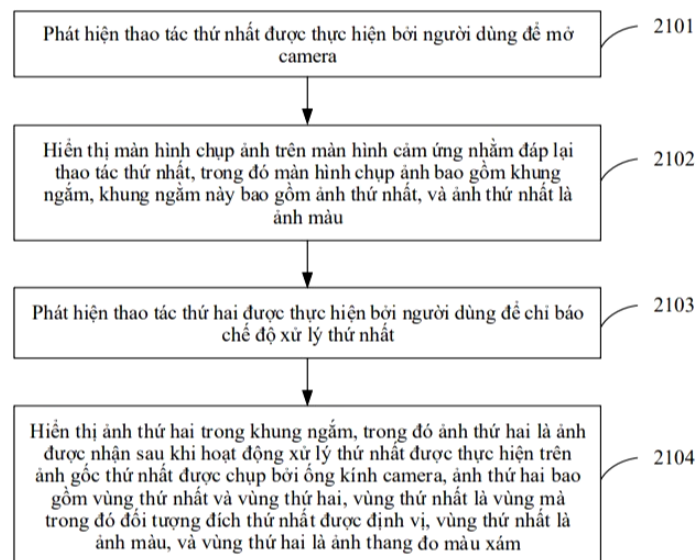 Phát hiện thao tác thứ nhất được thực hiện bởi người dùng để mở
camera
2101
Hiển thị màn hình chụp ảnh trên màn hình cảm ứng nhằm đáp lại
thao tác thứ nhất, trong đó màn hình chụp ảnh bao gồm khung
ngắm, khung ngắm này bao gồm ảnh thứ nhất, và ảnh thứ nhất là
ảnh màu
2102
Phát hiện thao tác thứ hai được thực hiện bởi người dùng để chỉ báo
chế độ xử lý thứ nhất
2103
Hiển thị ảnh thứ hai trong khung ngắm, trong đó ảnh thứ hai là ảnh
được nhận sau khi hoạt động xử lý thứ nhất được thực hiện trên
ảnh gốc thứ nhất được chụp bởi ống kính camera, ảnh thứ hai bao
gồm vùng thứ nhất và vùng thứ hai, vùng thứ nhất là vùng mà
trong đó đối tượng đích thứ nhất được định vị, vùng thứ nhất là
ảnh màu, và vùng thứ hai là ảnh thang đo màu xám
2104